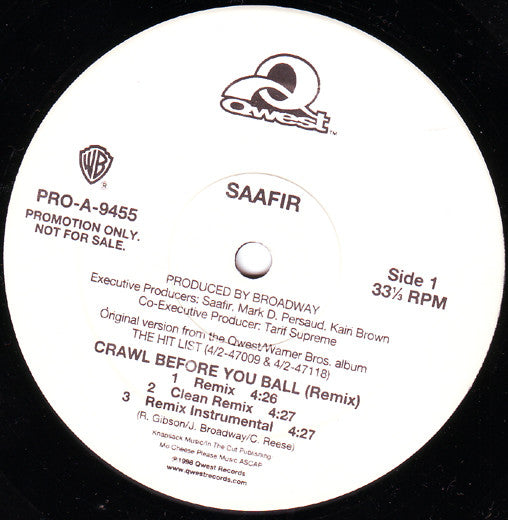 Qwest™
WB ®
PRO-A-9455
PROMOTION ONLY.
NOT FOR SALE.
SAAFIR
Side 1
33⅓ RPM
PRODUCED BY BROADWAY
Executive Producers: Saafir, Mark D. Persaud, Kain Brown
Co-Executive Producer: Tarif Supreme
Original version from the Qwest/Warner Bros. album
THE HIT LIST (4/2-47009 & 4/2-47118)
CRAWL BEFORE YOU BALL (Remix)
1 Remix 4:26
2 Clean Remix 4:27
3 Remix Instrumental 4:27
(R. Gibson/J. Broadway/C. Reese)
Knapsack Music/In The Cut Publishing
Mo Cheese Please Music ASCAP
℗1998 Qwest Records
www.qwestrecords.com